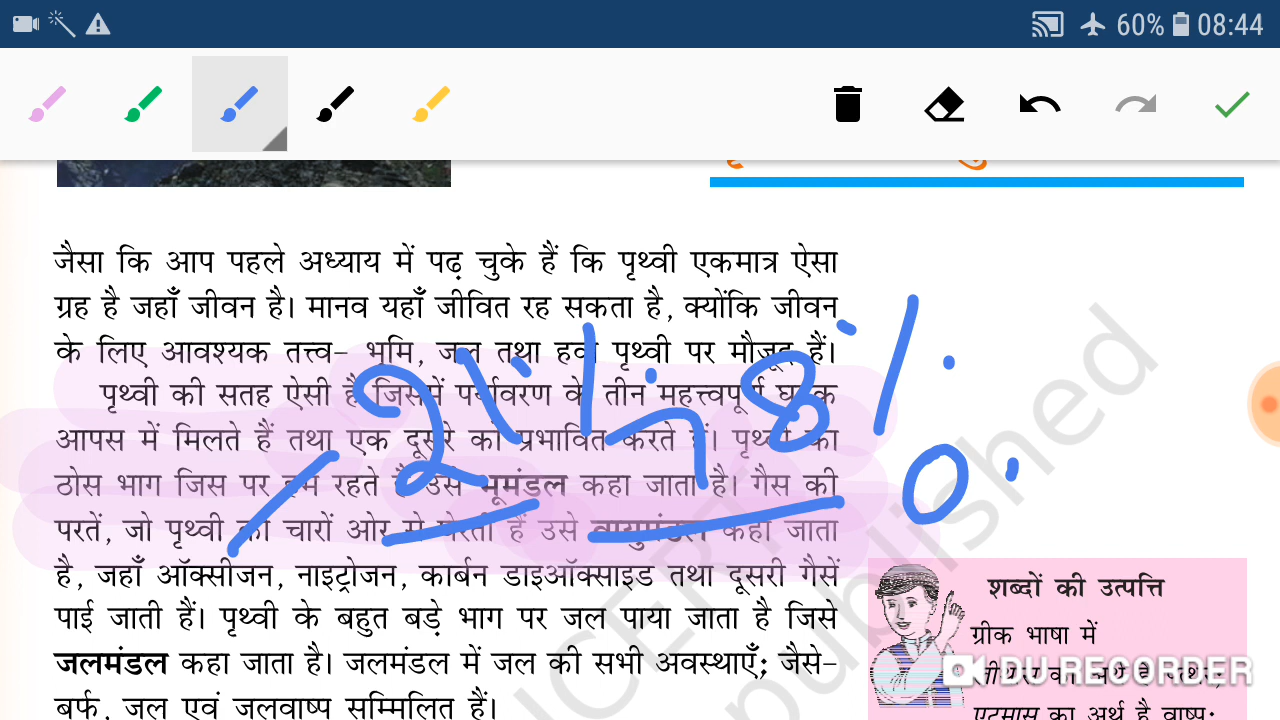 60% 08:44
जैसा कि आप पहले अध्याय में पढ़ चुके हैं कि पृथ्वी एकमात्र ऐसा
ग्रह है जहाँ जीवन है। मानव यहाँ जीवित रह सकता है, क्योंकि जीवन
के लिए आवश्यक तत्त्व– भूमि, जल तथा हवा पृथ्वी पर मौजूद हैं।
पृथ्वी की सतह ऐसी है जिसमें पर्यावरण के तीन महत्त्वपूर्ण घटक
आपस में मिलते हैं तथा एक दूसरे को प्रभावित करते हैं। पृथ्वी का
ठोस भाग जिस पर हम रहते हैं उसे भूमंडल कहा जाता है। गैस की
परतें, जो पृथ्वी को चारों ओर से घेरती हैं उसे वायुमंडल कहा जाता
है, जहाँ ऑक्सीजन, नाइट्रोजन, कार्बन डाइऑक्साइड तथा दूसरी गैसें
पाई जाती हैं। पृथ्वी के बहुत बड़े भाग पर जल पाया जाता है जिसे
जलमंडल कहा जाता है। जलमंडल में जल की सभी अवस्थाएँ; जैसे–
बर्फ, जल एवं जलवाष्प सम्मिलित हैं।
शब्दों की उत्पत्ति
ग्रीक भाषा में
का अर्थ है पत्थर;
एटमास का अर्थ है वाष्प;
DU RECORDER
NCERT
published